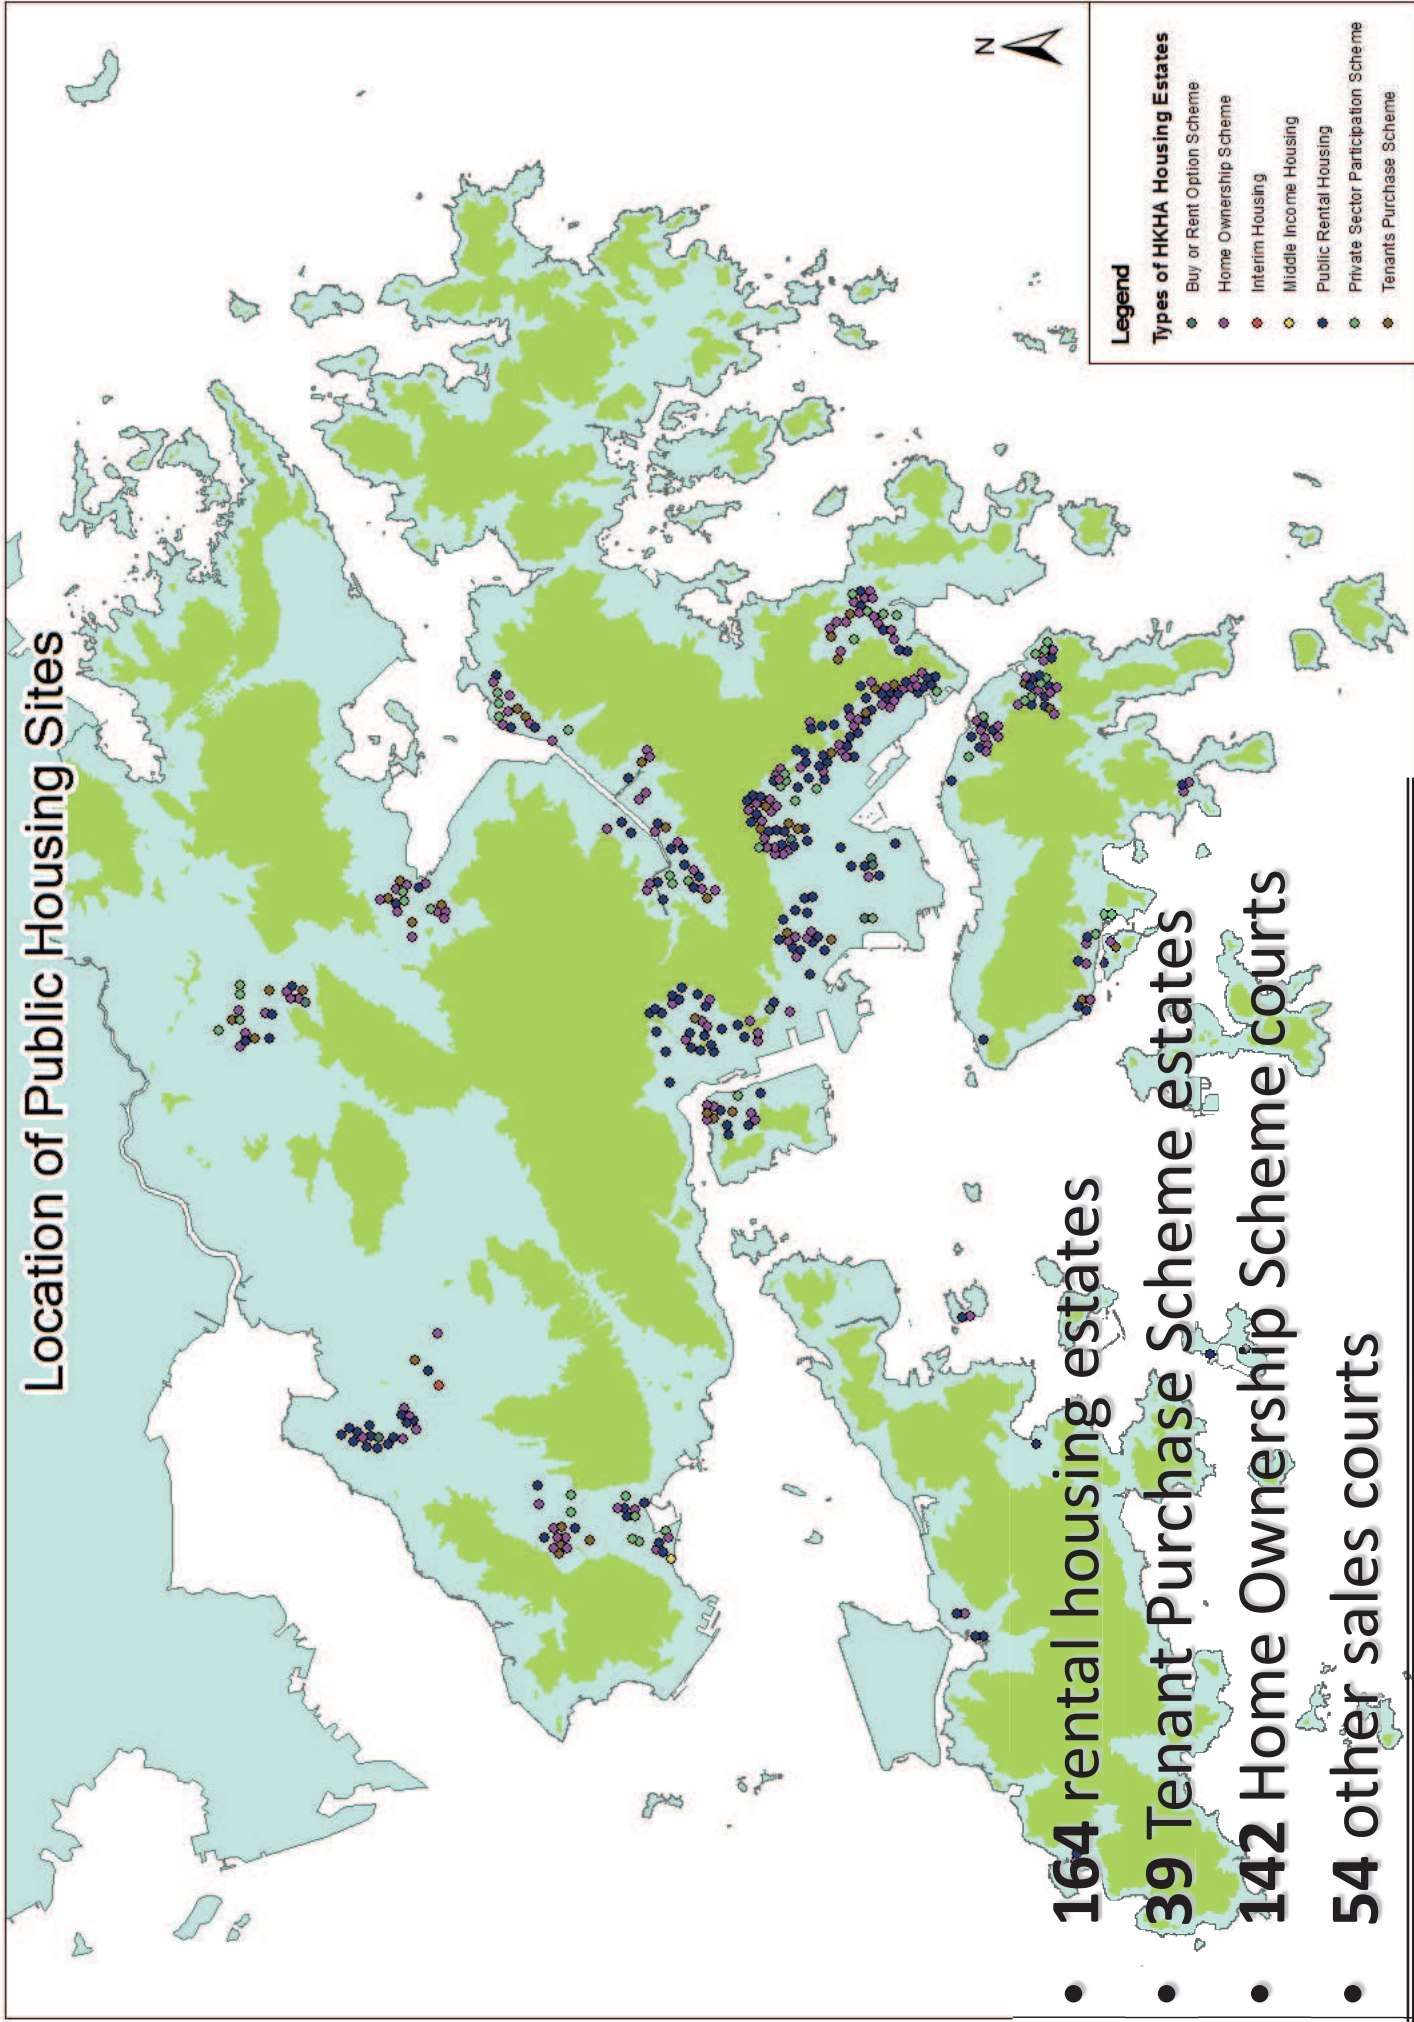 Location of Public Housing Sites
N
Legend
Types of HKHA Housing Estates
Buy or Rent Option Scheme
Home Ownership Scheme
Interim Housing
Middle Income Housing
Public Rental Housing
Private Sector Participation Scheme
Tenants Purchase Scheme
• 164 rental housing estates
• 39 Tenant Purchase Scheme estates
• 142 Home Ownership Scheme courts
• 54 other sales courts